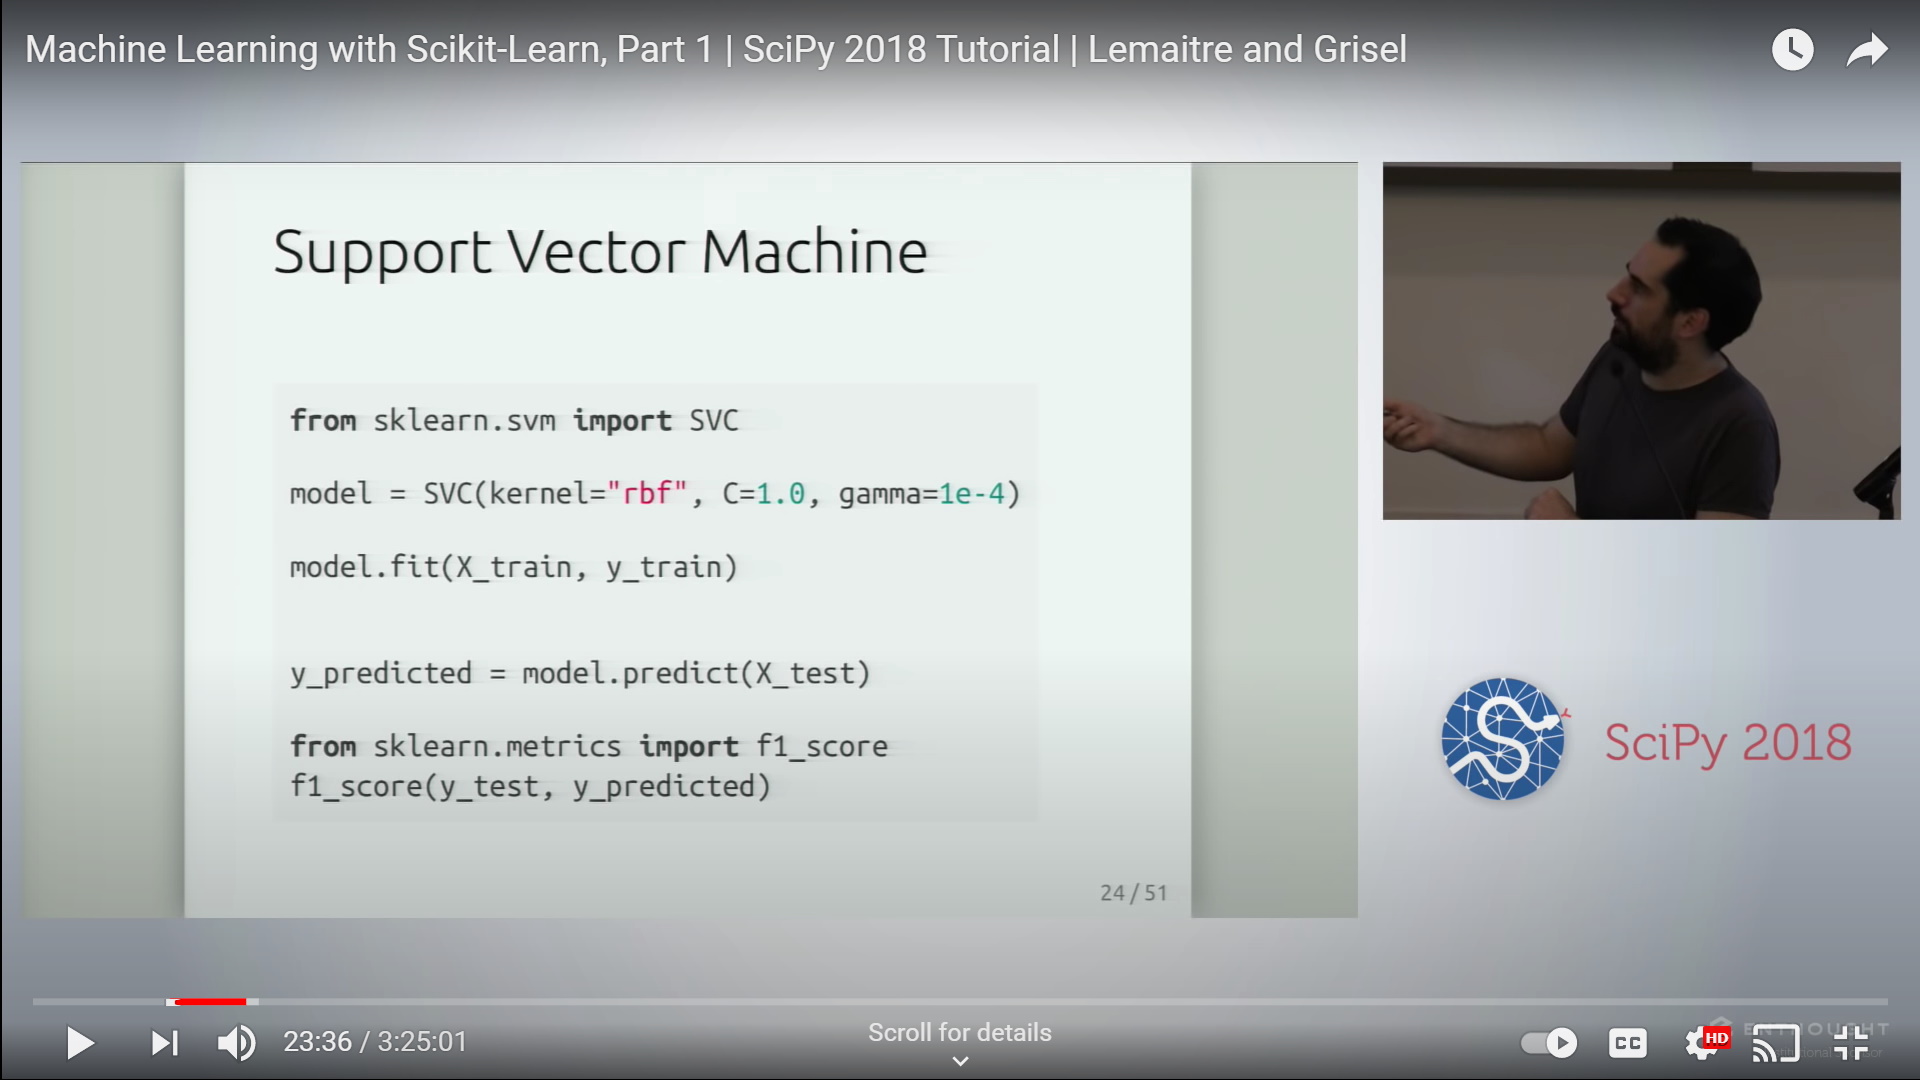 Machine Learning with Scikit-Learn, Part 1 | SciPy 2018 Tutorial | Lemaitre and Grisel
Support Vector Machine
from sklearn.svm import SVC
model = SVC(kernel="rbf", C=1.0, gamma=1e-4)
model.fit(X_train, y_train)
y_predicted = model.predict(X_test)
from sklearn.metrics import f1_score
f1_score(y_test, y_predicted)
24 / 51
SciPy 2018
23:36 / 3:25:01
Scroll for details
CC
HD
ENTHOUGHT